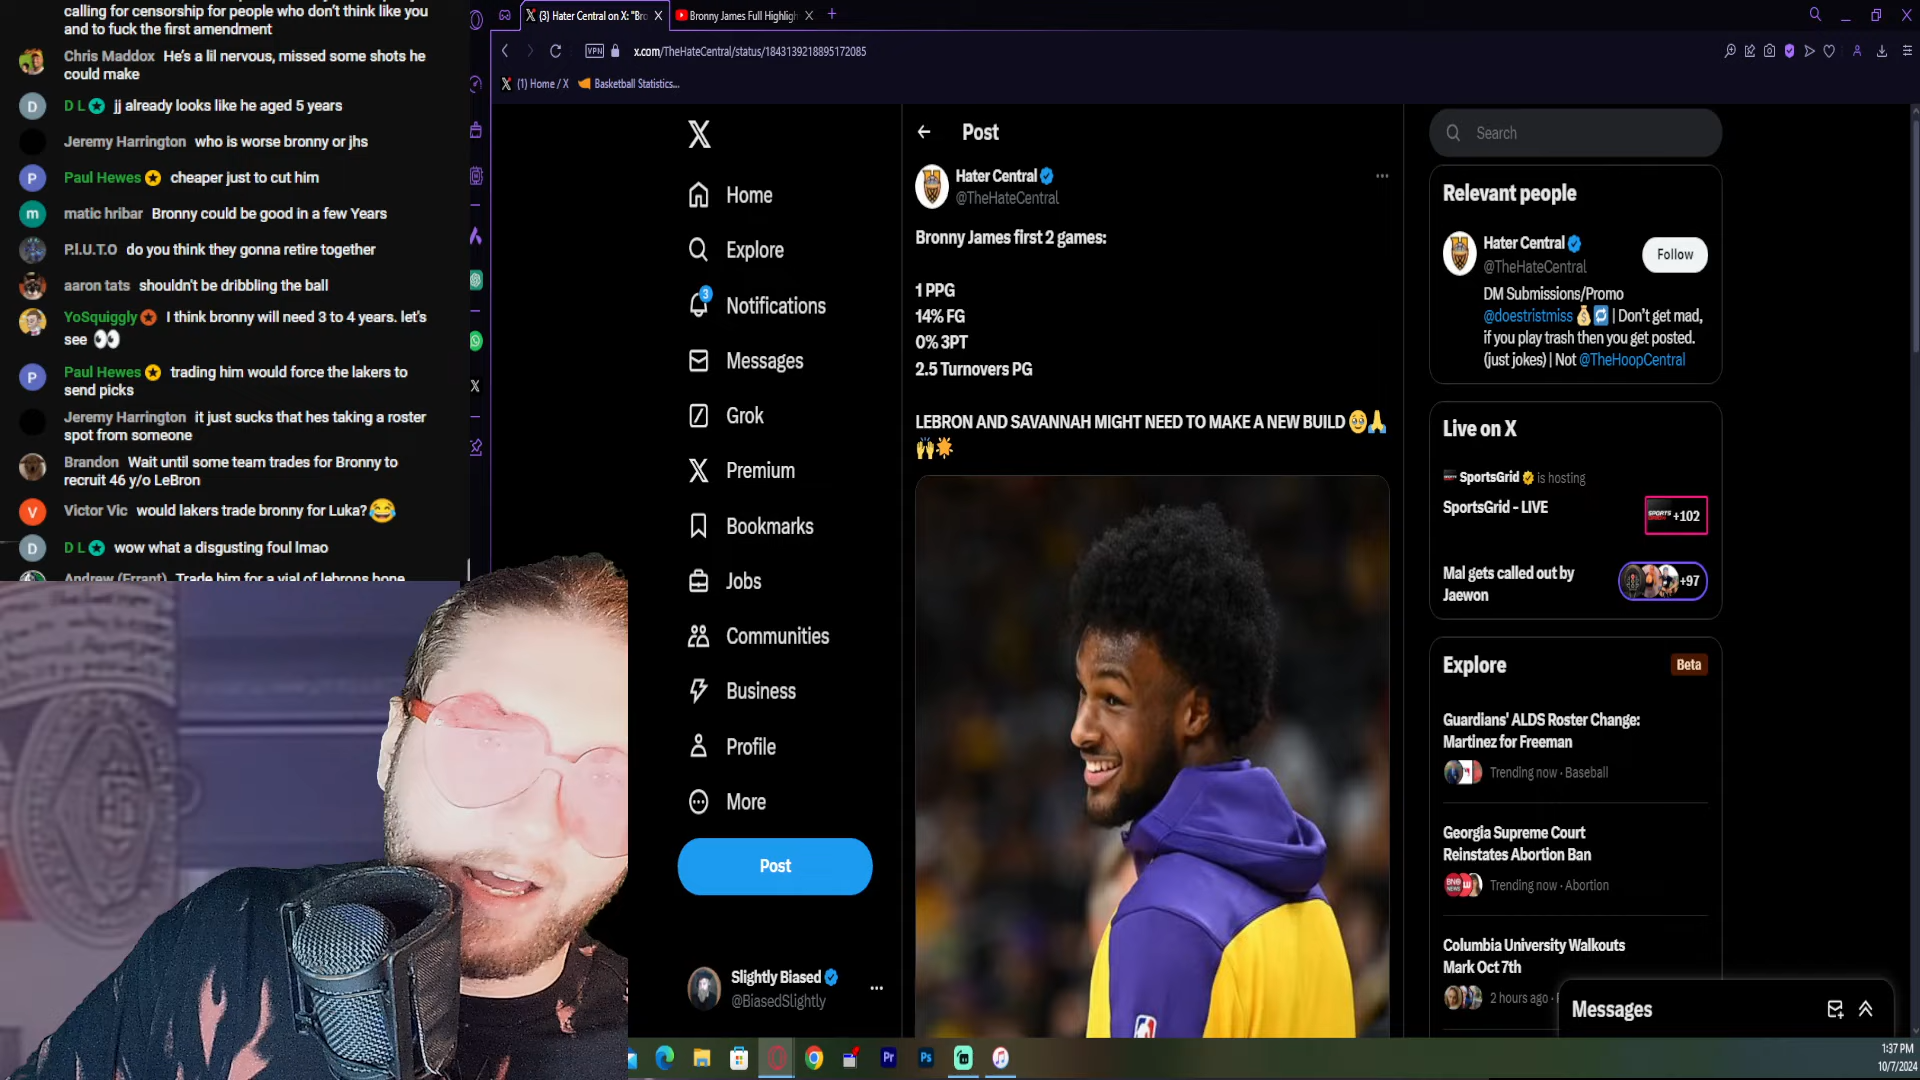 calling for censorship for people who don't think like you
and to fuck the first amendment
Chris Maddox He's a lil nervous, missed some shots he
could make
D L jj already looks like he aged 5 years
Jeremy Harrington who is worse bronny or jhs
Paul Hewes cheaper just to cut him
matic hribar Bronny could be good in a few Years
P.i.U.T.O do you think they gonna retire together
aaron tats shouldn't be dribbling the ball
YoSquiggly I think bronny will need 3 to 4 years. let's
see 👀
Paul Hewes trading him would force the lakers to
send picks
Jeremy Harrington it just sucks that hes taking a roster
spot from someone
Brandon Wait until some team trades for Bronny to
recruit 46 y/o LeBron
Victor Vic would lakers trade bronny for Luka?😂
D L wow what a disgusting foul lmao
Andrew (Errant) Trade him for a vial of lebrons bone
(3) Hater Central on X: "Bro
Bronny James Full Highligh
VPN
x.com/TheHateCentral/status/1843139218895172085
(1) Home / X
Basketball Statistics...
Home
Explore
3
Notifications
Messages
Grok
Premium
Bookmarks
Jobs
Communities
Business
Profile
More
Post
Slightly Biased
@BiasedSlightly
Post
Hater Central
@TheHateCentral
Bronny James first 2 games:
1 PPG
14% FG
0% 3PT
2.5 Turnovers PG
LEBRON AND SAVANNAH MIGHT NEED TO MAKE A NEW BUILD 🥹🙏
🙌☀️
Search
Relevant people
Hater Central
@TheHateCentral
Follow
DM Submissions/Promo
@doestristmiss 💰🔁 | Don't get mad,
if you play trash then you get posted.
(just jokes) | Not @TheHoopCentral
Live on X
SportsGrid is hosting
SportsGrid - LIVE
+102
Mal gets called out by
Jaewon
+97
Explore
Beta
Guardians' ALDS Roster Change:
Martinez for Freeman
Trending now · Baseball
Georgia Supreme Court
Reinstates Abortion Ban
Trending now · Abortion
Columbia University Walkouts
Mark Oct 7th
2 hours ago ·
Messages
Pr
Ps
1:37 PM
10/7/2024